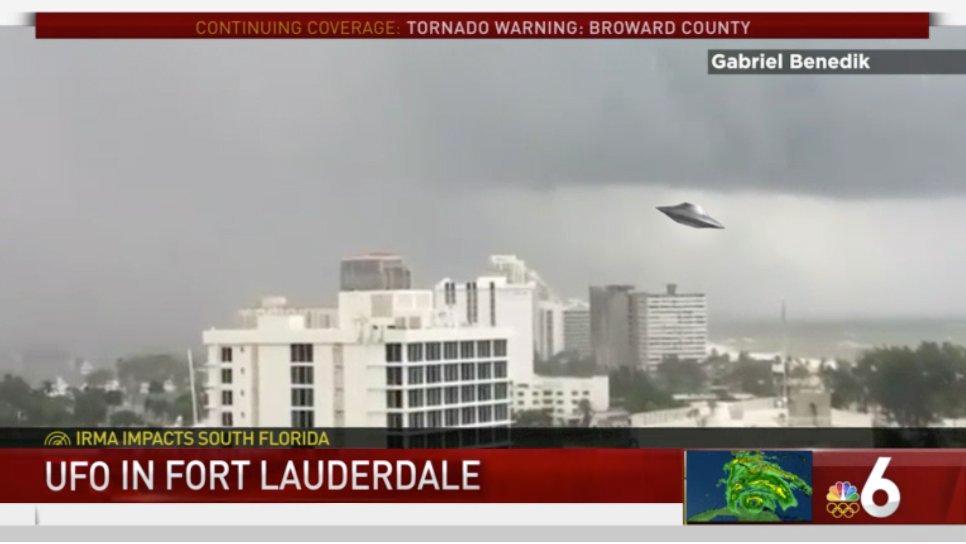 CONTINUING COVERAGE: TORNADO WARNING: BROWARD COUNTY
Gabriel Benedik
IRMA IMPACTS SOUTH FLORIDA
UFO IN FORT LAUDERDALE
6